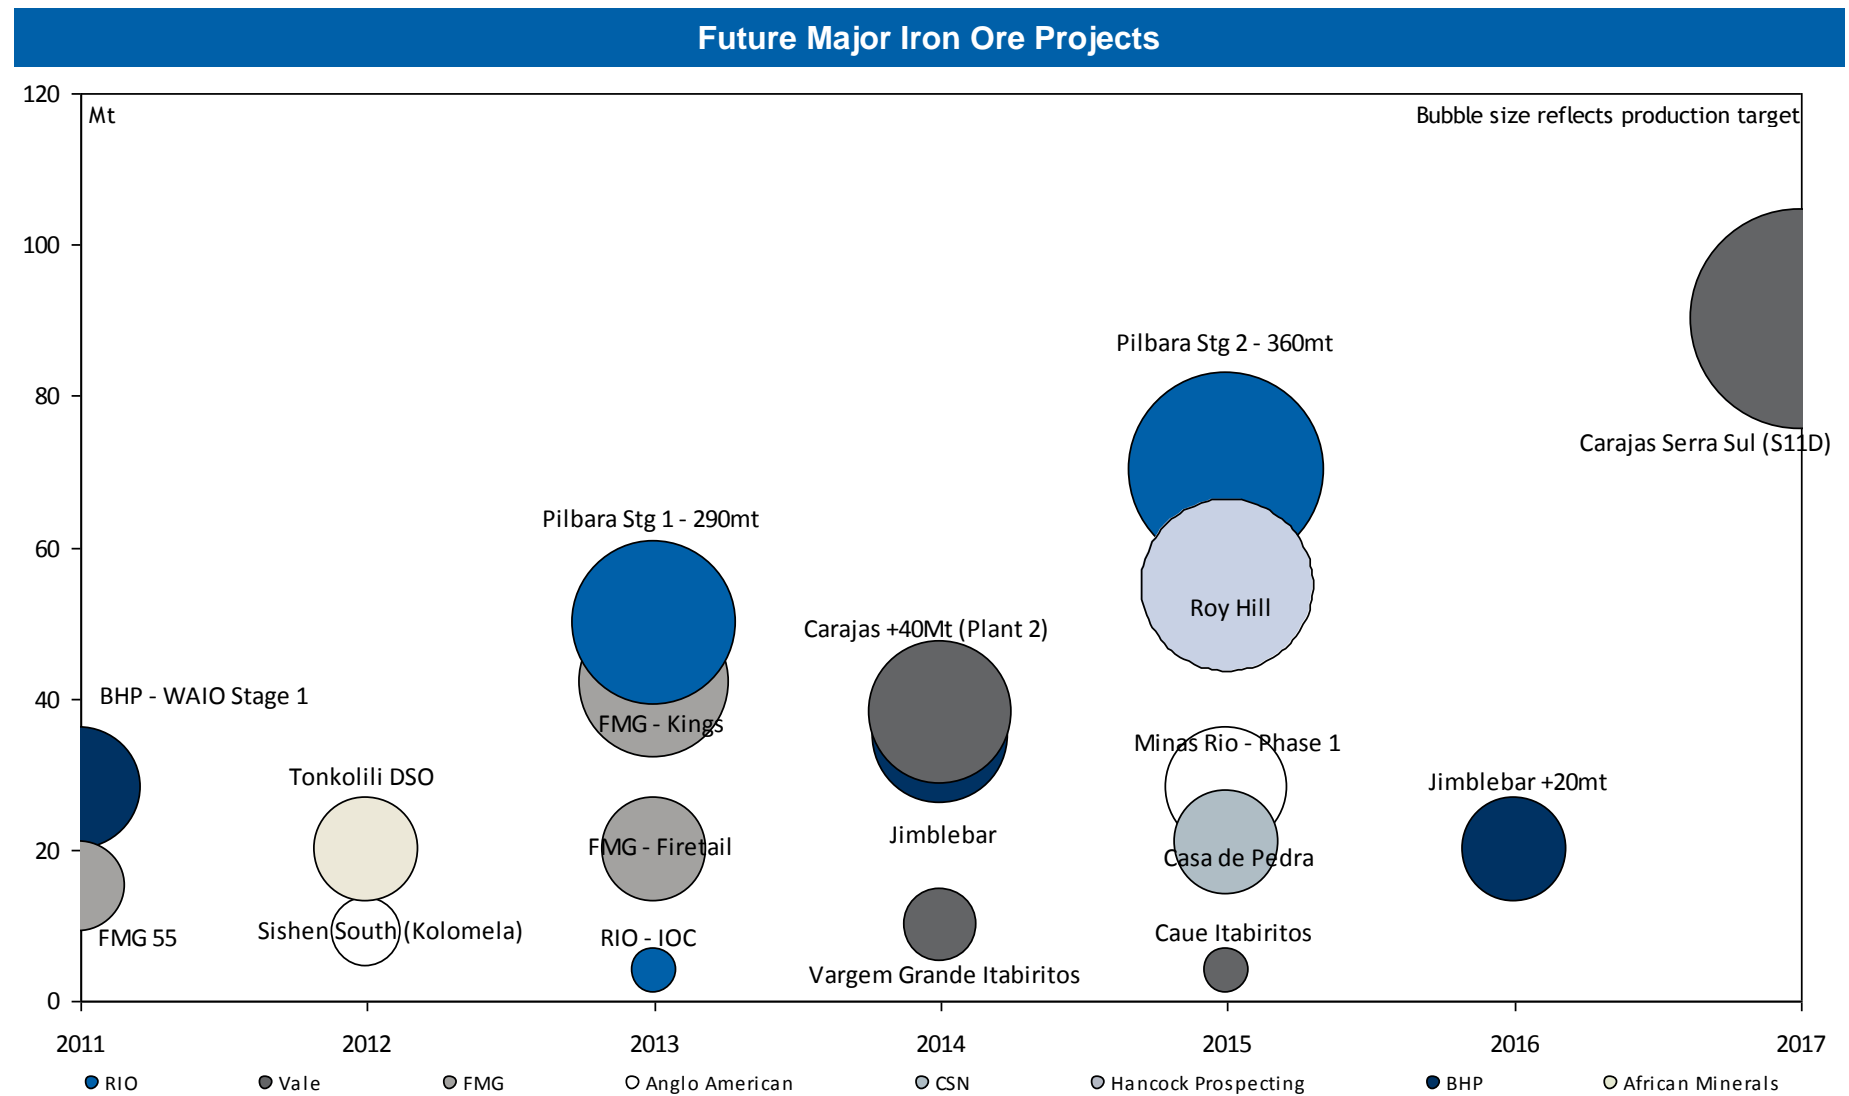 Future Major Iron Ore Projects
120
Mt
Bubble size reflects production target
100
80
60
40
20
0
Pilbara Stg 2 - 360mt
Carajas Serra Sul (S11D)
Pilbara Stg 1 - 290mt
Roy Hill
Carajas +40Mt (Plant 2)
BHP - WAIO Stage 1
FMG - Kings
Minas Rio - Phase 1
Tonkolili DSO
Jimblebar +20mt
Jimblebar
FMG - Firetail
Casa de Pedra
FMG 55
Sishen South (Kolomela)
RIO - IOC
Caue Itabiritos
Vargem Grande Itabiritos
2011 2012 2013 2014 2015 2016 2017
RIO Vale FMG Anglo American CSN Hancock Prospecting BHP African Minerals